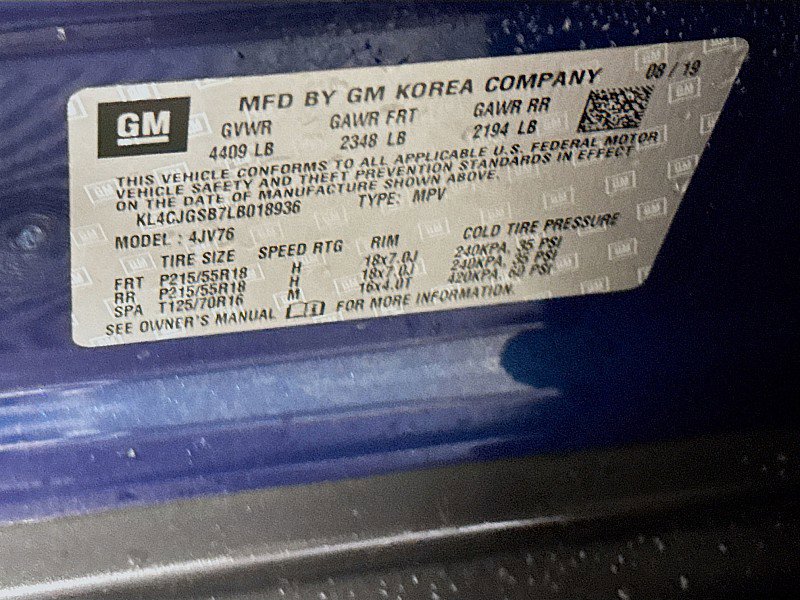 GM
MFD BY GM KOREA COMPANY 08 / 19
GVWR GAWR FRT GAWR RR
4409 LB 2348 LB 2194 LB
THIS VEHICLE CONFORMS TO ALL APPLICABLE U.S. FEDERAL MOTOR
VEHICLE SAFETY AND THEFT PREVENTION STANDARDS IN EFFECT
ON THE DATE OF MANUFACTURE SHOWN ABOVE.
KL4CJGSB7LB018936 TYPE: MPV
MODEL : 4JV76
TIRE SIZE SPEED RTG RIM COLD TIRE PRESSURE
FRT P215/55R18 H 18x7.0J 240KPA, 35 PSI
RR P215/55R18 H 18x7.0J 240KPA, 35 PSI
SPA T125/70R16 M 16x4.0T 420KPA, 60 PSI
SEE OWNER'S MANUAL FOR MORE INFORMATION.